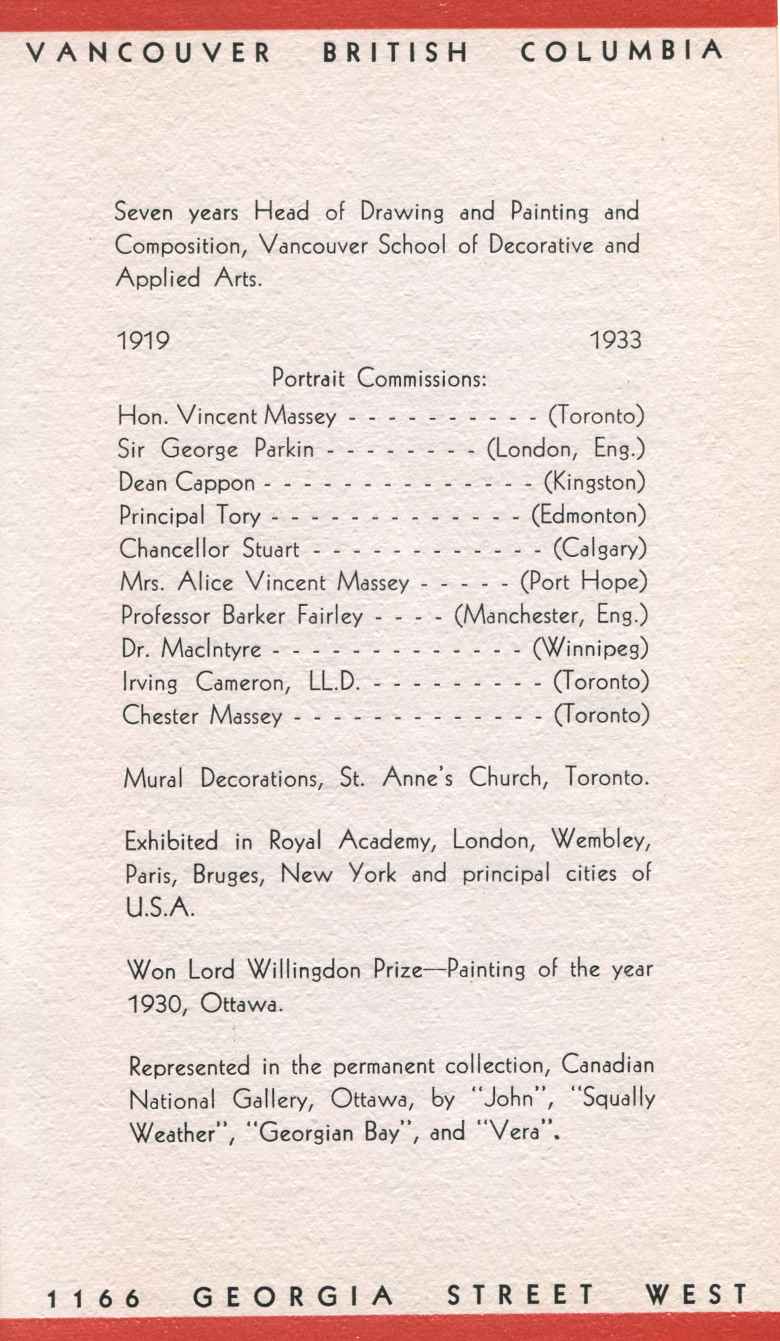 VANCOUVER BRITISH COLUMBIA
Seven years Head of Drawing and Painting and
Composition, Vancouver School of Decorative and
Applied Arts.
1919 1933
Portrait Commissions:
Hon. Vincent Massey - - - - - - - - - - (Toronto)
Sir George Parkin - - - - - - - - (London, Eng.)
Dean Cappon - - - - - - - - - - - - - - (Kingston)
Principal Tory - - - - - - - - - - - - - (Edmonton)
Chancellor Stuart - - - - - - - - - - - - (Calgary)
Mrs. Alice Vincent Massey - - - - - (Port Hope)
Professor Barker Fairley - - - - (Manchester, Eng.)
Dr. MacIntyre - - - - - - - - - - - - - (Winnipeg)
Irving Cameron, LL.D. - - - - - - - - - (Toronto)
Chester Massey - - - - - - - - - - - - - (Toronto)
Mural Decorations, St. Anne's Church, Toronto.
Exhibited in Royal Academy, London, Wembley,
Paris, Bruges, New York and principal cities of
U.S.A.
Won Lord Willingdon Prize—Painting of the year
1930, Ottawa.
Represented in the permanent collection, Canadian
National Gallery, Ottawa, by "John", "Squally
Weather", "Georgian Bay", and "Vera".
1166 GEORGIA STREET WEST